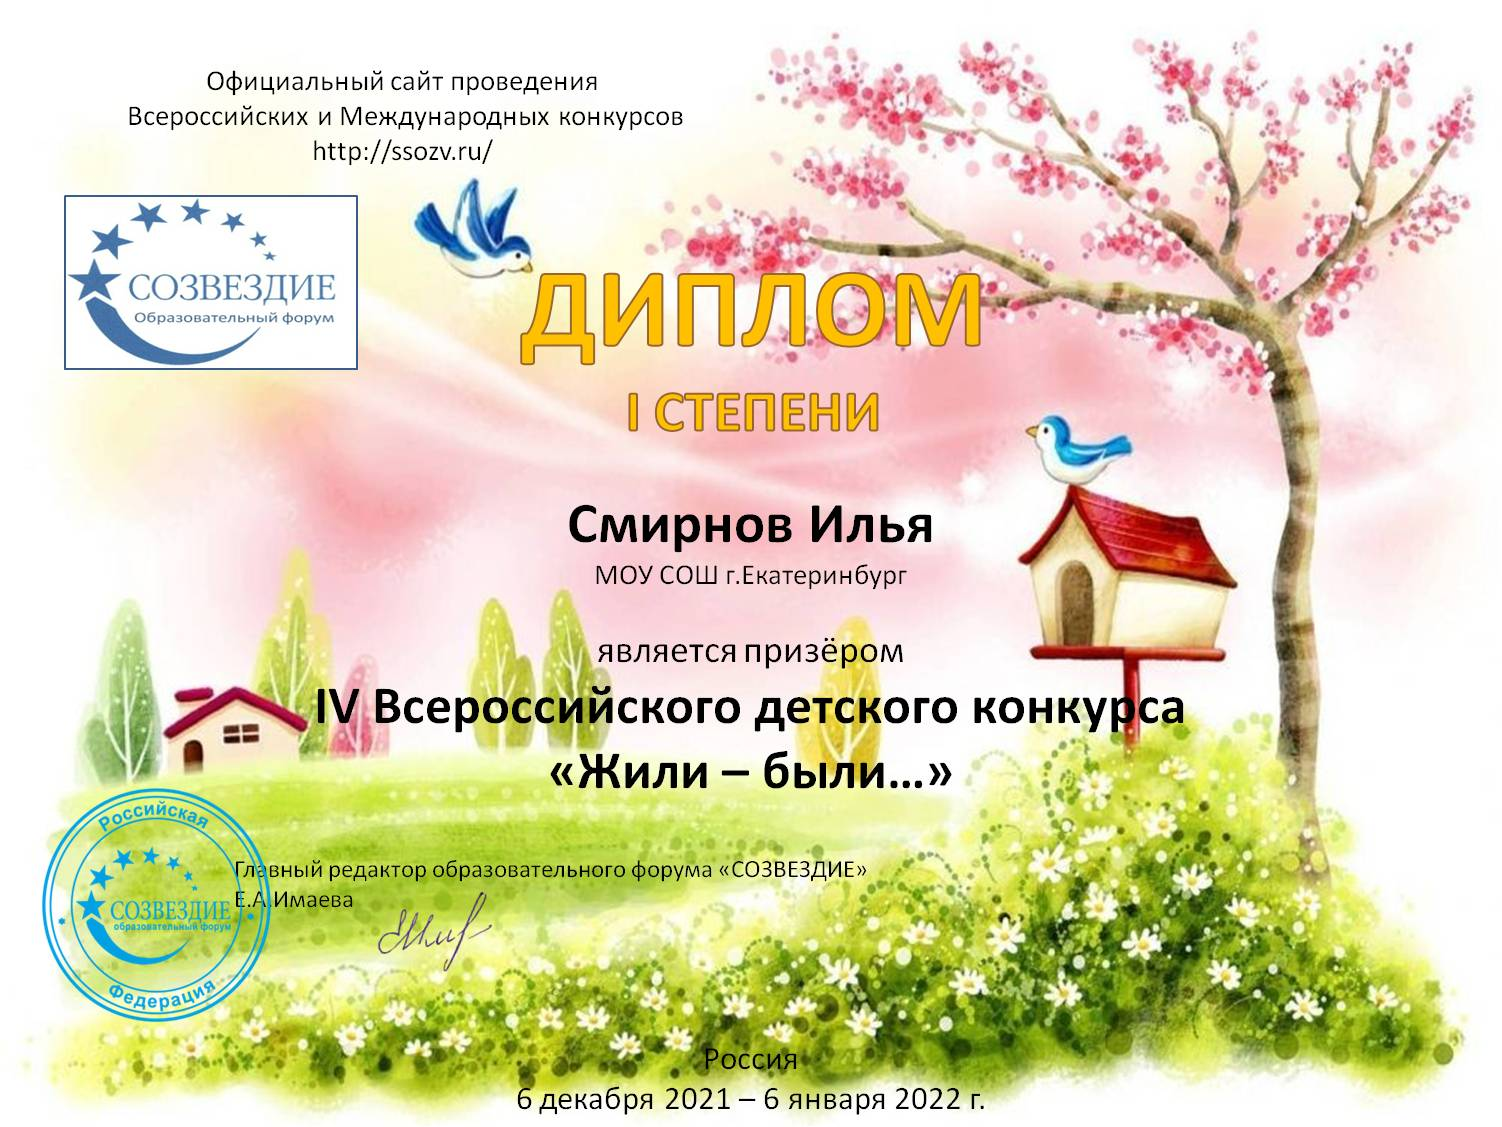 Официальный сайт проведения
Всероссийских и Международных конкурсов
http://ssozv.ru/
СОЗВЕЗДИЕ
Образовательный форум
ДИПЛОМ
I СТЕПЕНИ
Смирнов Илья
МОУ СОШ г.Екатеринбург
является призёром
IV Всероссийского детского конкурса
«Жили – были...»
Главный редактор образовательного форума «СОЗВЕЗДИЕ»
Е.А.Имаева
Российская
СОЗВЕЗДИЕ
образовательный форум
Федерация
Россия
6 декабря 2021 – 6 января 2022 г.